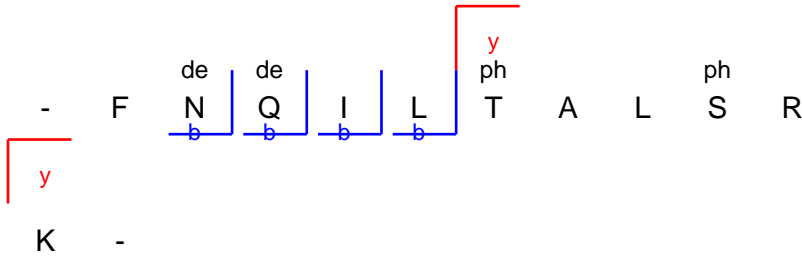 y
de de ph ph
- F N Q I L T A L S R
b b b b
y
K -